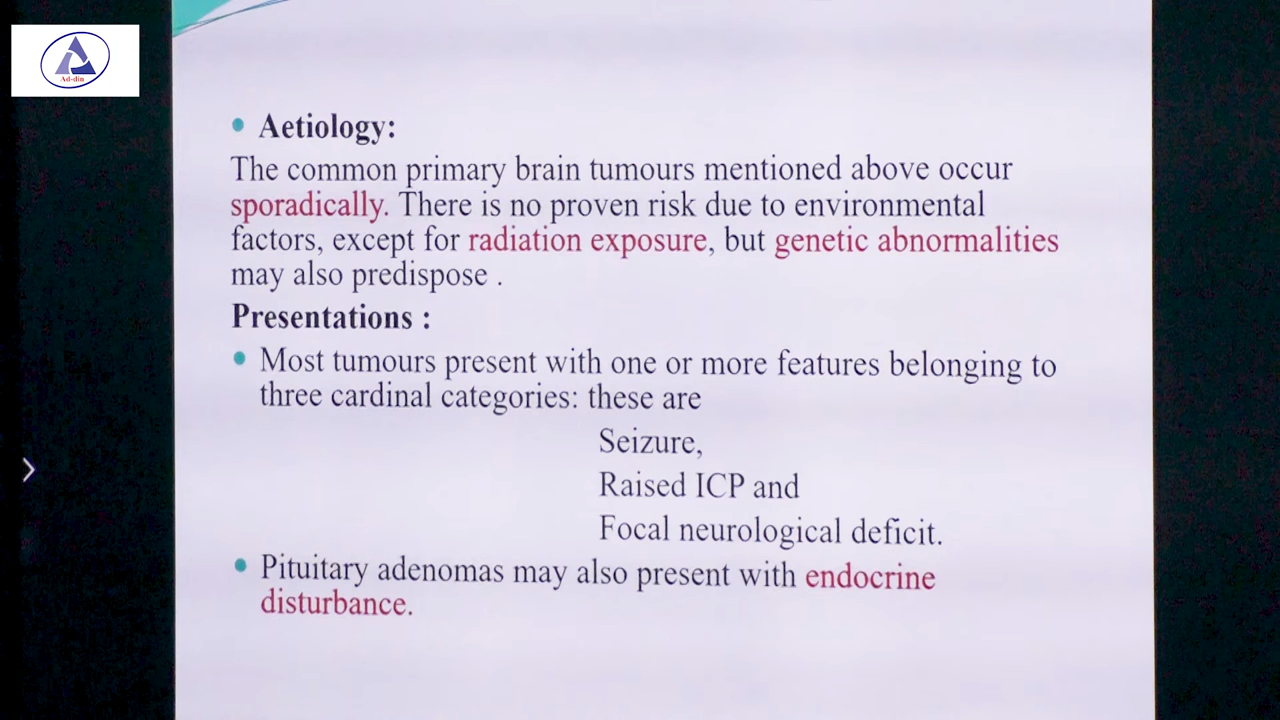 Ad-din
Aetiology:
The common primary brain tumours mentioned above occur
sporadically. There is no proven risk due to environmental
factors, except for radiation exposure, but genetic abnormalities
may also predispose .
Presentations :
Most tumours present with one or more features belonging to
three cardinal categories: these are
Seizure,
Raised ICP and
Focal neurological deficit.
Pituitary adenomas may also present with endocrine
disturbance.